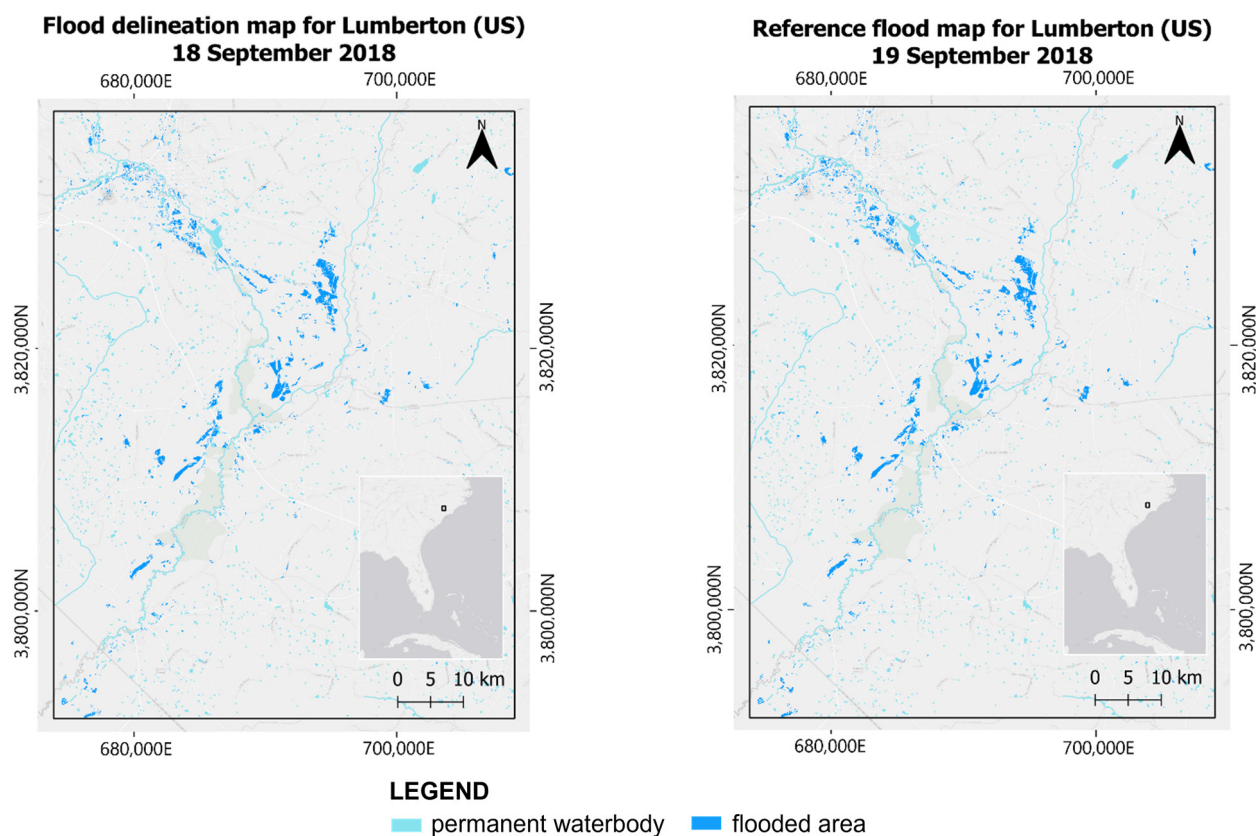 Flood delineation map for Lumberton (US)
18 September 2018
680,000E
700,000E
N
3,820,000N
3,820,000N
3,800,000N
3,800,000N
0 5 10 km
680,000E
700,000E
Reference flood map for Lumberton (US)
19 September 2018
680,000E
700,000E
N
3,820,000N
3,820,000N
3,800,000N
3,800,000N
0 5 10 km
680,000E
700,000E
LEGEND
permanent waterbody
flooded area